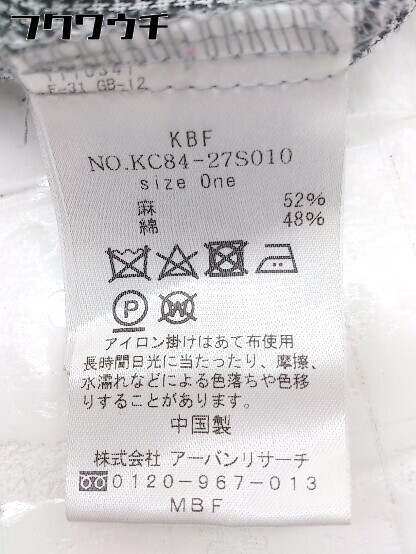 フクワウチ
F-31 GB-12
KBF
NO.KC84-27S010
size One
麻 52%
綿 48%
P
W
アイロン掛けはあて布使用
長時間日光に当たったり、摩擦、
水濡れなどによる色落ちや色移
りすることがあります。
中国製
株式会社 アーバンリサーチ
0120-967-013
MBF